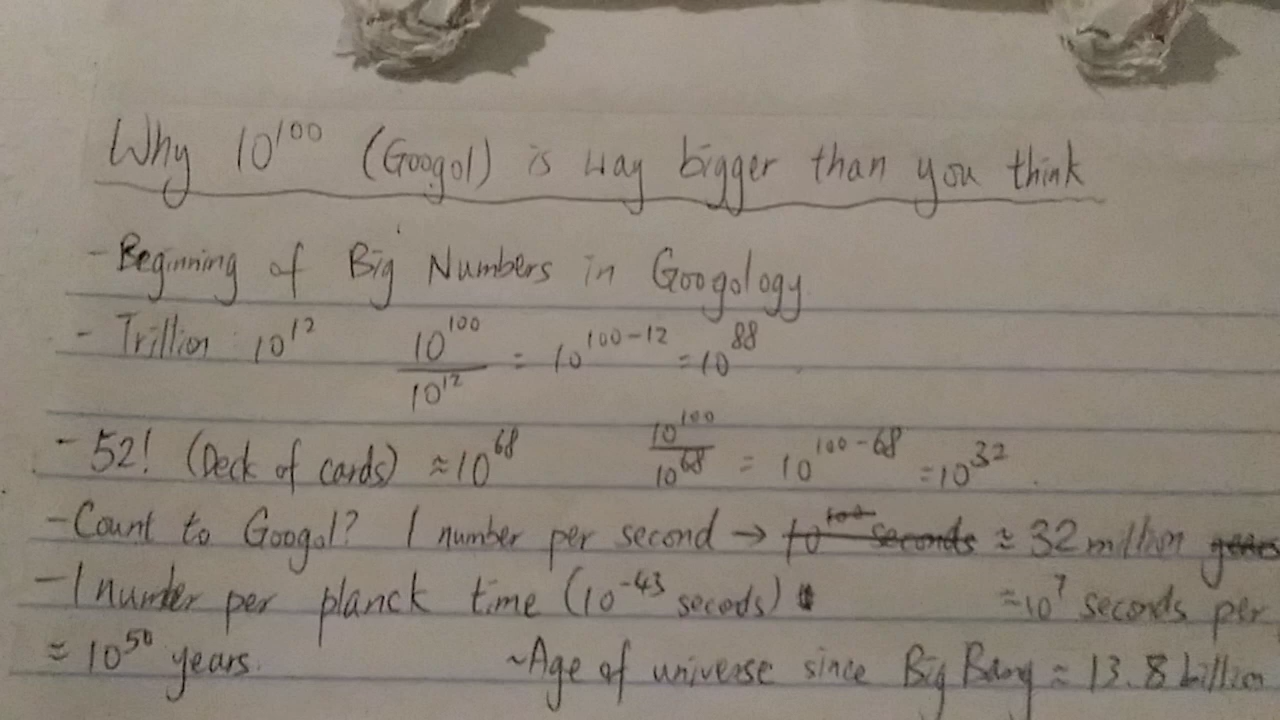 Why 10^100 (Googol) is way bigger than you think
- Beginning of Big Numbers in Googology.
- Trillion 10^12 10^100/10^12 = 10^100-12 = 10^88
- 52! (Deck of cards) ≈ 10^68 10^100/10^68 = 10^100-68 = 10^32.
- Count to Googol? 1 number per second → 10^100 seconds ≈ 32 million years
- 1 number per planck time (10^-43 secods) ≈10^7 seconds per
≈ 10^50 years. ~Age of universe since Big Bang ≈ 13.8 billion